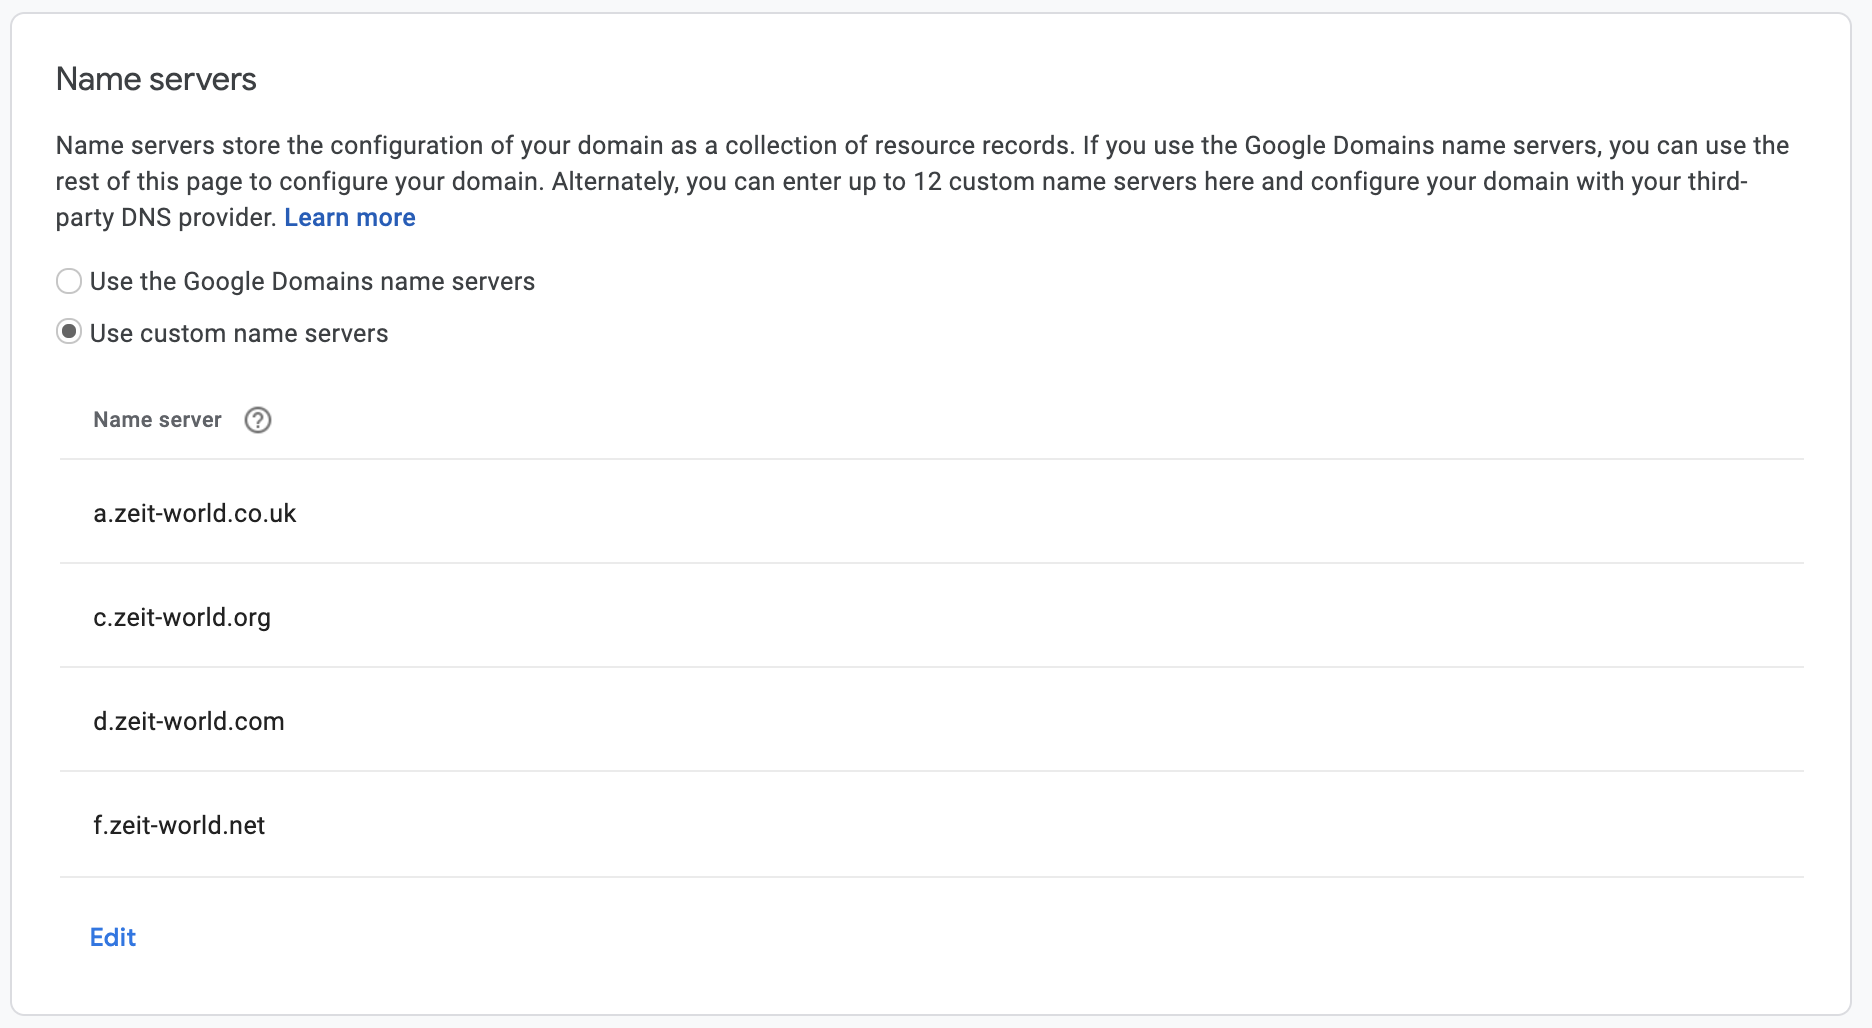 Name servers
Name servers store the configuration of your domain as a collection of resource records. If you use the Google Domains name servers, you can use the
rest of this page to configure your domain. Alternately, you can enter up to 12 custom name servers here and configure your domain with your third-
party DNS provider. Learn more
Use the Google Domains name servers
Use custom name servers
Name server ?
a.zeit-world.co.uk
c.zeit-world.org
d.zeit-world.com
f.zeit-world.net
Edit